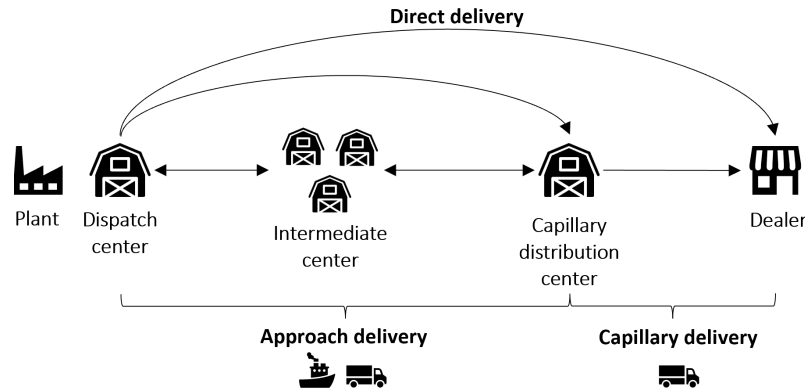 Direct delivery
Plant
Dispatch
center
Intermediate
center
Capillary
distribution
center
Dealer
Approach delivery
Capillary delivery